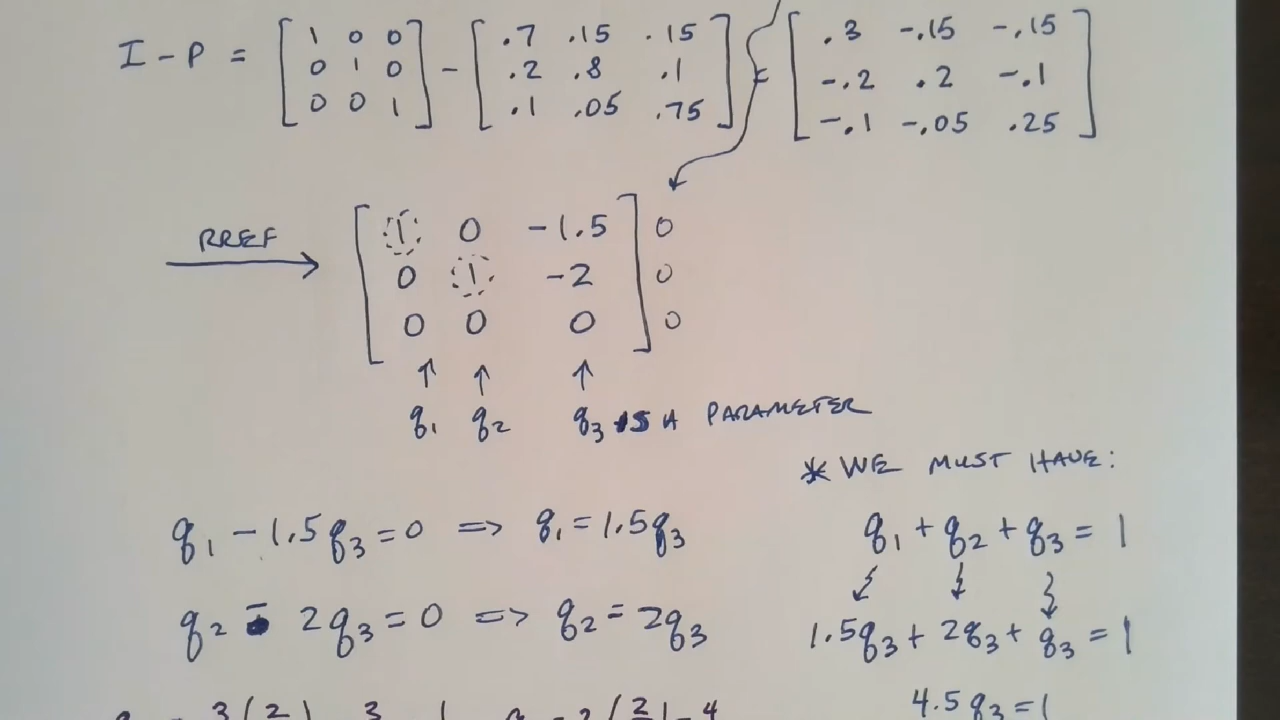 I - P = [ 1 0 0 ] - [ .7 .15 .15 ] = [ .3 -.15 -.15 ]
[ 0 1 0 ] [ .2 .8 .1 ] [ -.2 .2 -.1 ]
[ 0 0 1 ] [ .1 .05 .75 ] [ -.1 -.05 .25 ]
RREF
[ 1 0 -1.5 ] 0
[ 0 1 -2 ] 0
[ 0 0 0 ] 0
↑ ↑ ↑
q₁ q₂ q₃ IS A PARAMETER
* WE MUST HAVE:
q₁ - 1.5q₃ = 0 => q₁ = 1.5q₃
q₁ + q₂ + q₃ = 1
q₂ - 2q₃ = 0 => q₂ = 2q₃
1.5q₃ + 2q₃ + q₃ = 1
4.5q₃ = 1